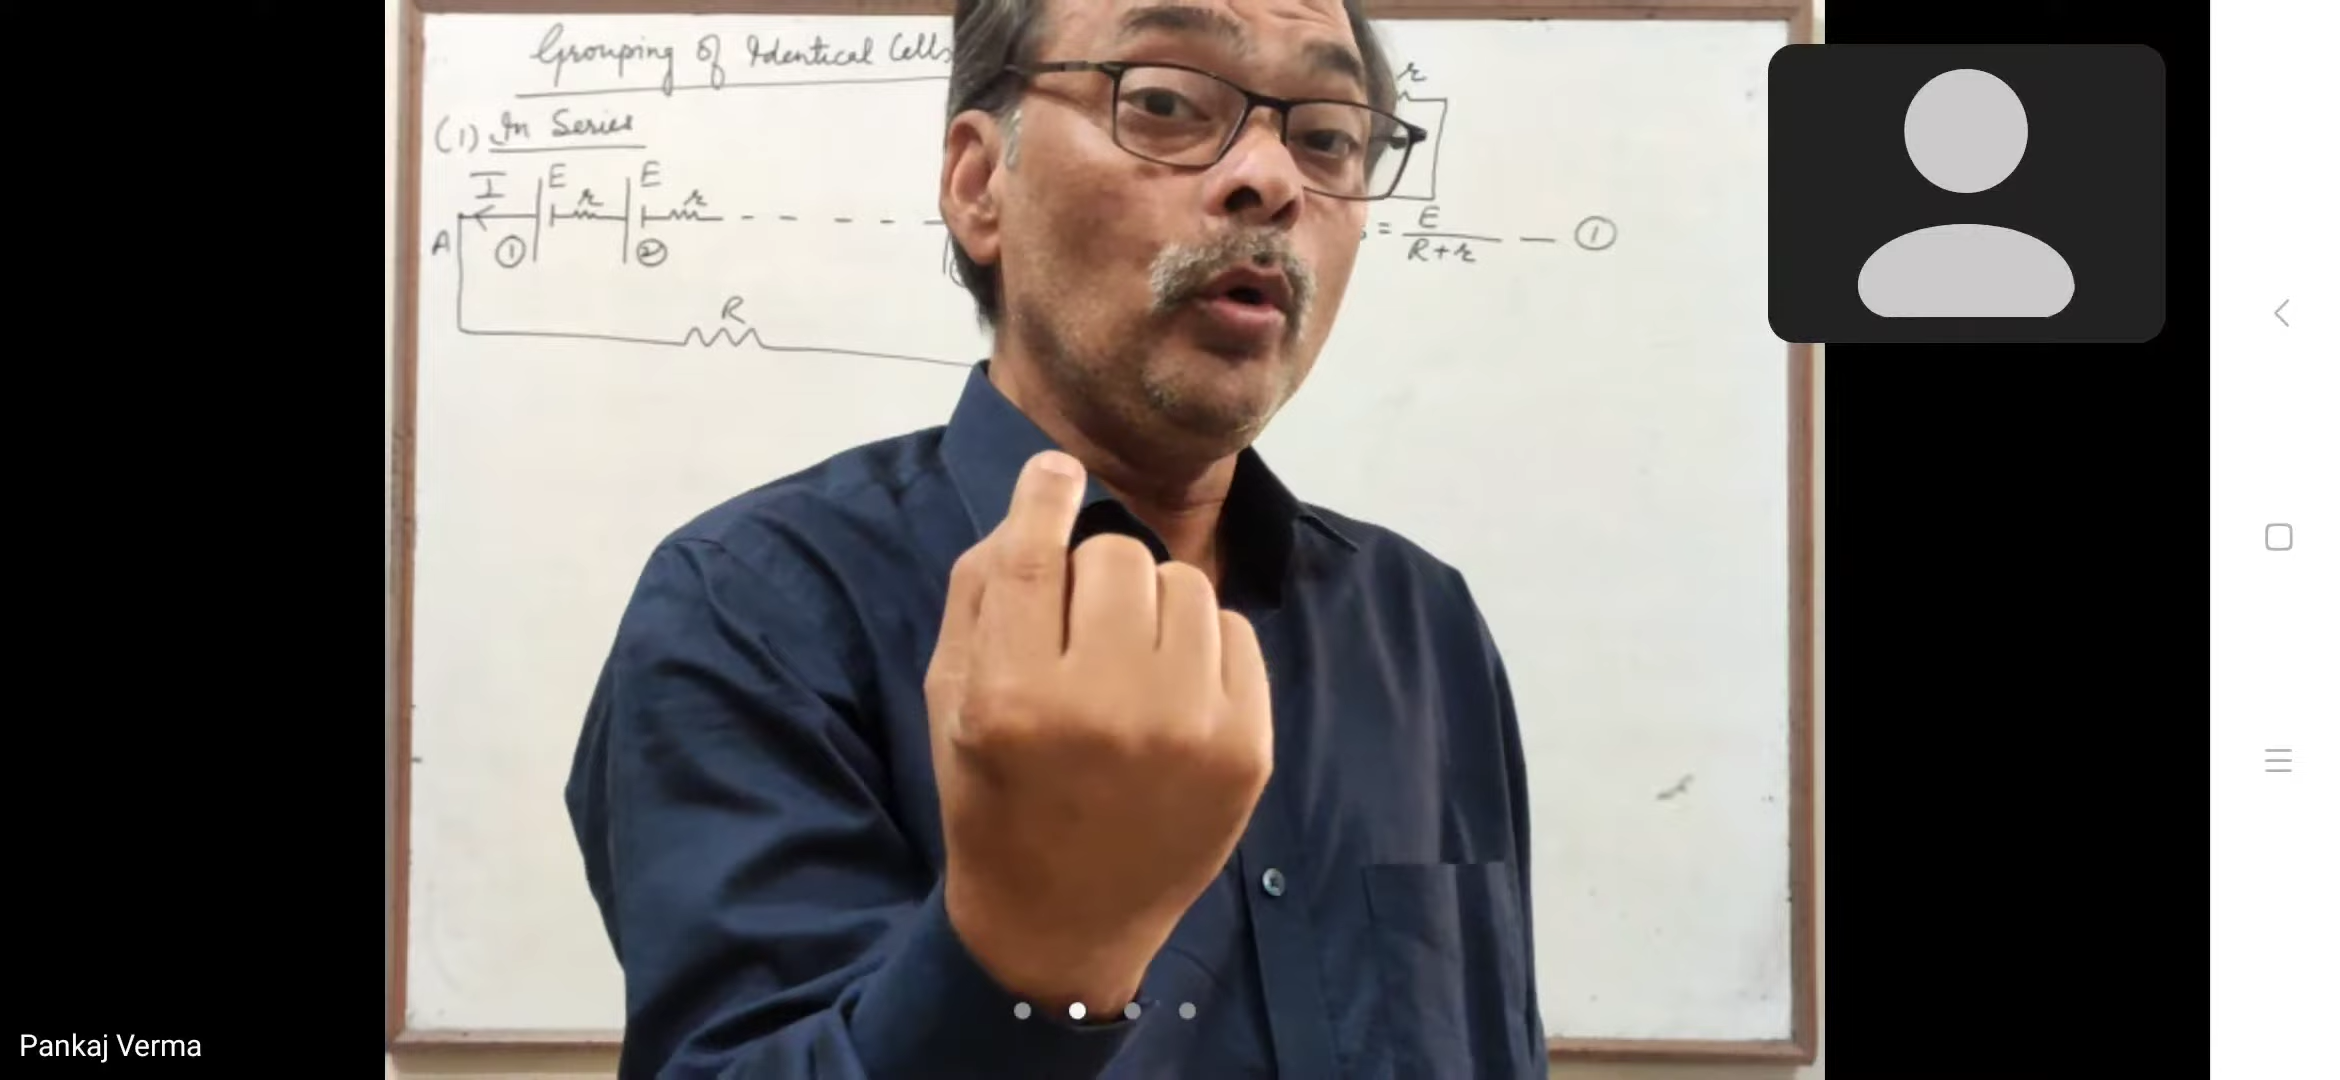 Grouping of Identical Cells
(1) In Series
I E r E r
A ① ②
R
r
= E / R+r — ①
Pankaj Verma